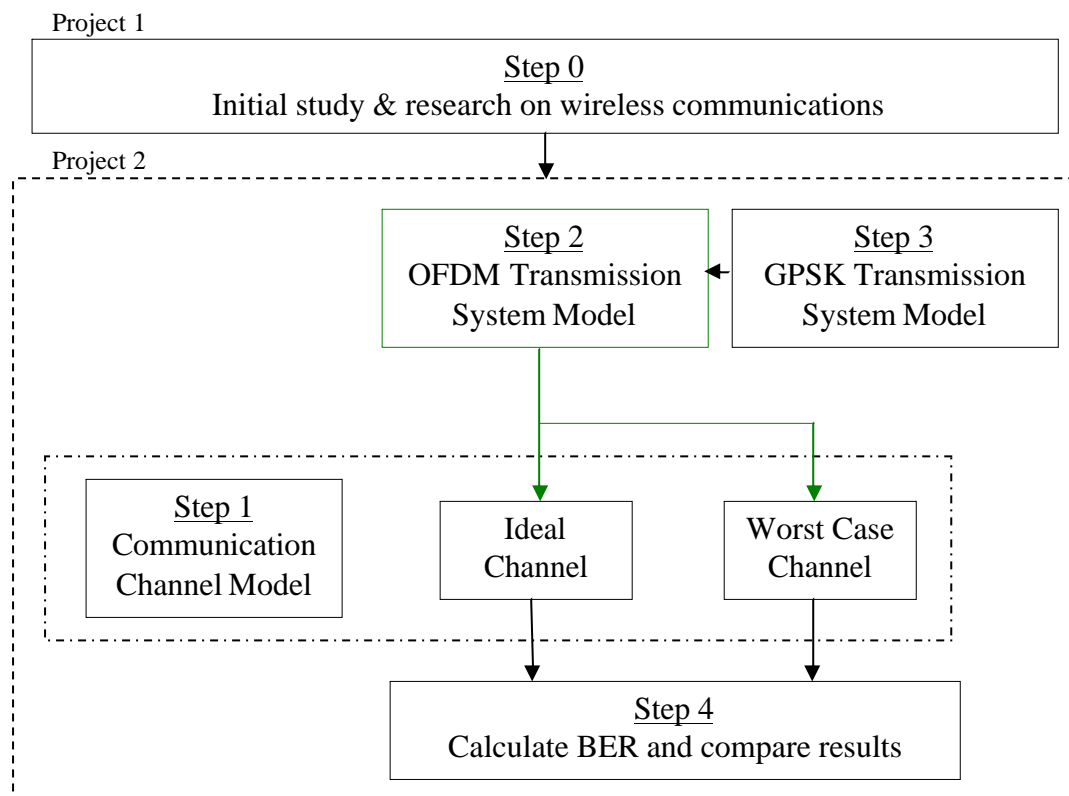 Project 1
Step 0
Initial study & research on wireless communications
Project 2
Step 2
OFDM Transmission
System Model
Step 3
GPSK Transmission
System Model
Step 1
Communication
Channel Model
Ideal
Channel
Worst Case
Channel
Step 4
Calculate BER and compare results